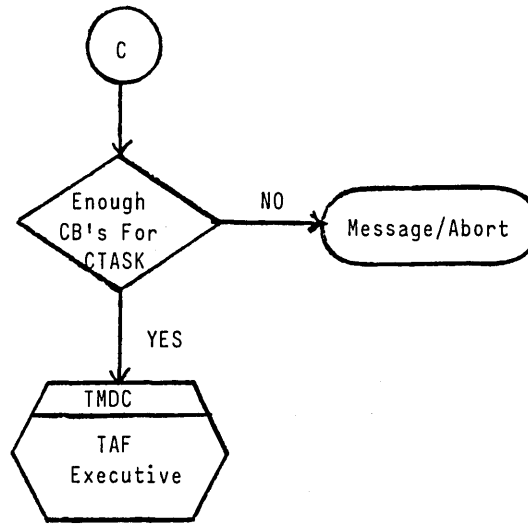 C
Enough
CB's For
CTASK
NO
Message/Abort
YES
TMDC
TAF
Executive